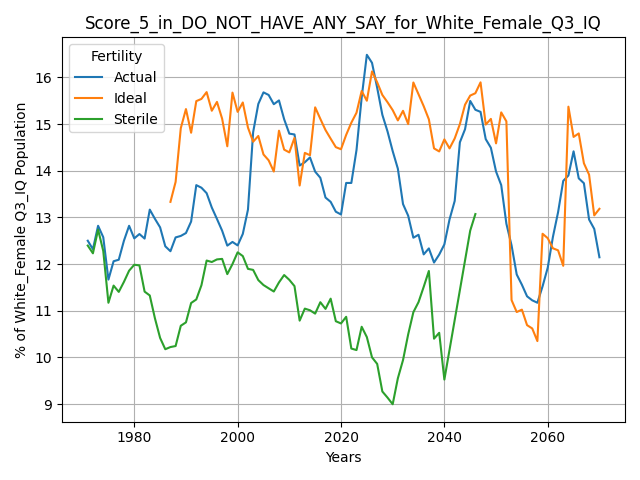 Score_5_in_DO_NOT_HAVE_ANY_SAY_for_White_Female_Q3_IQ
Fertility
Actual
Ideal
Sterile
% of White_Female Q3_IQ Population
16
15
14
13
12
11
10
9
1980
2000
2020
2040
2060
Years